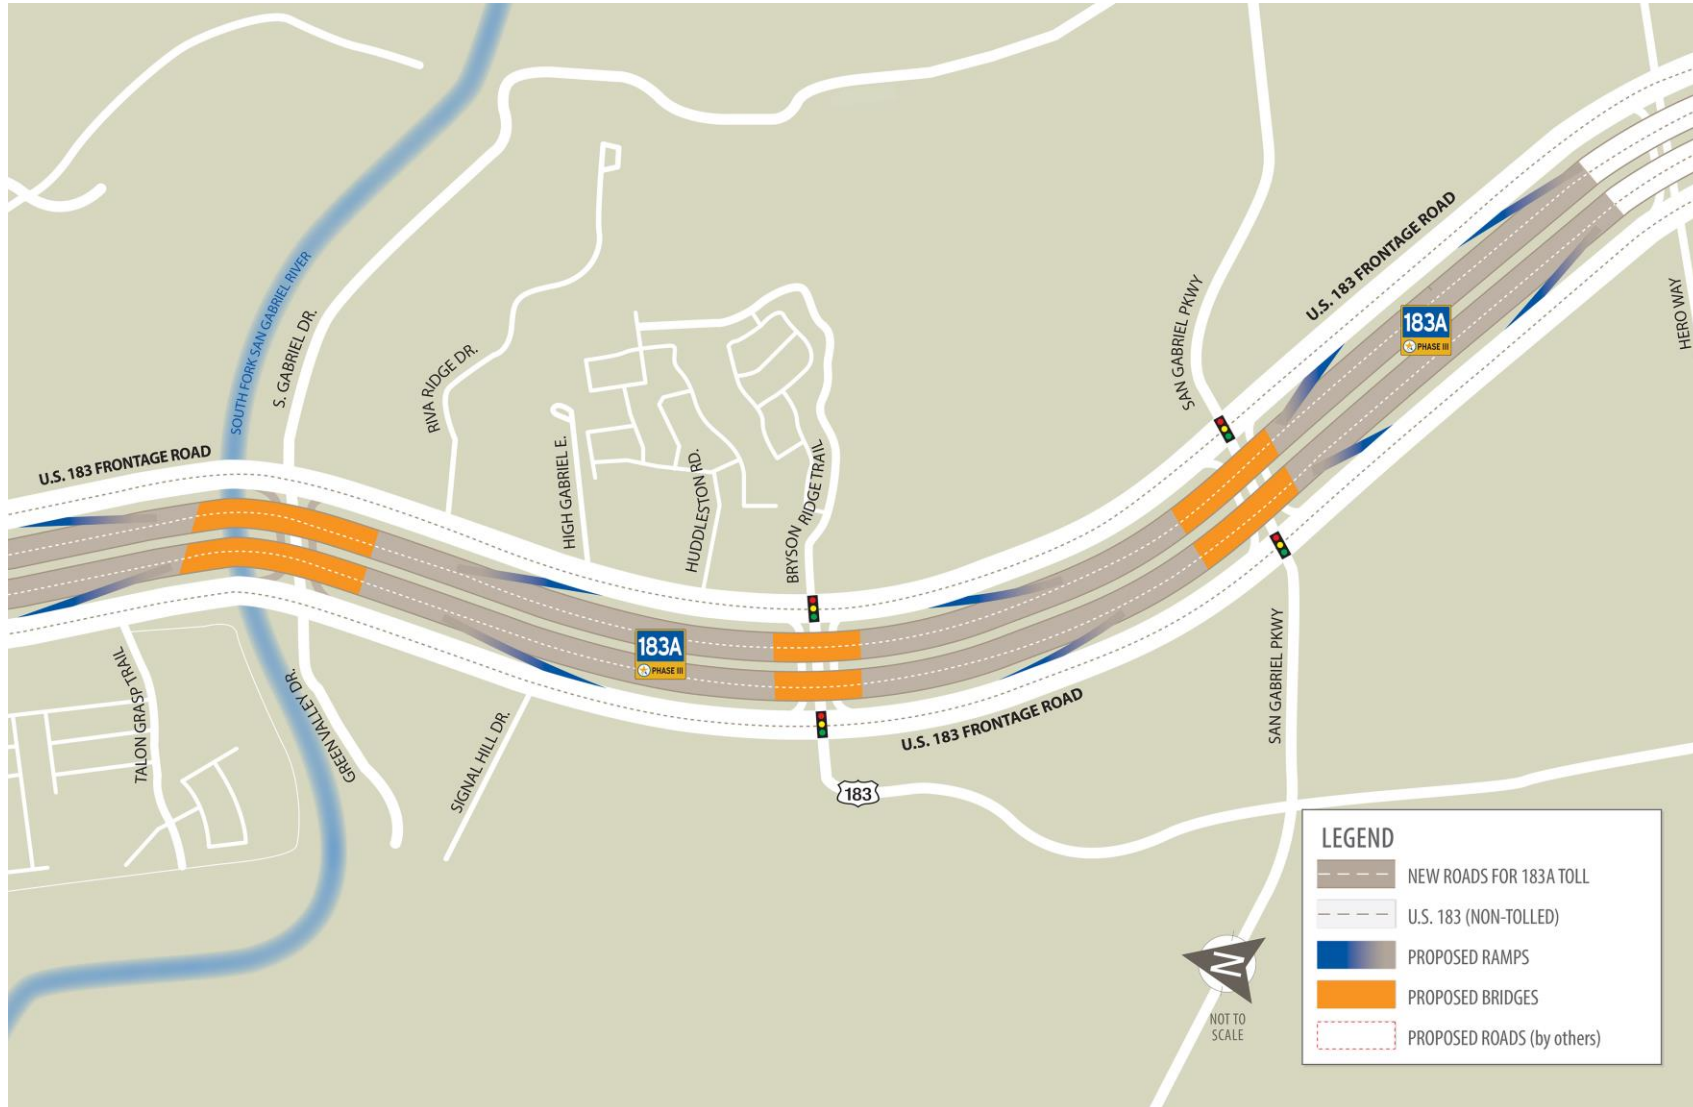 SOUTH FORK SAN GABRIEL RIVER
S. GABRIEL DR.
RIVA RIDGE DR.
U.S. 183 FRONTAGE ROAD
HIGH GABRIEL E.
HUDDLESTON RD.
BRYSON RIDGE TRAIL
SAN GABRIEL PKWY
U.S. 183 FRONTAGE ROAD
HERO WAY
183A
PHASE III
183A
PHASE III
TALON GRASP TRAIL
GREEN VALLEY DR.
SIGNAL HILL DR.
U.S. 183 FRONTAGE ROAD
SAN GABRIEL PKWY
183
N
NOT TO
SCALE
LEGEND
NEW ROADS FOR 183A TOLL
U.S. 183 (NON-TOLLED)
PROPOSED RAMPS
PROPOSED BRIDGES
PROPOSED ROADS (by others)